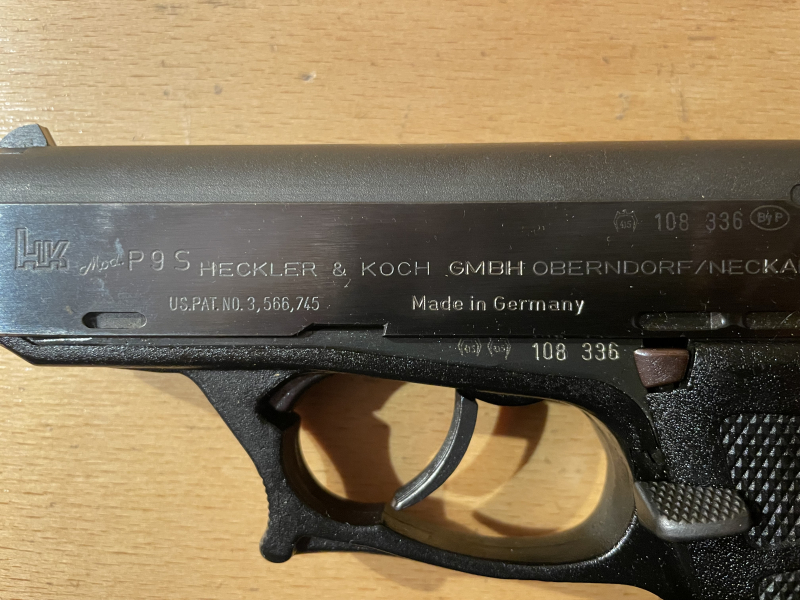 108 336 B P
HK Mod. P9S HECKLER & KOCH GMBH OBERNDORF/NECKA
US.PAT.NO. 3,566,745 Made in Germany
108 336